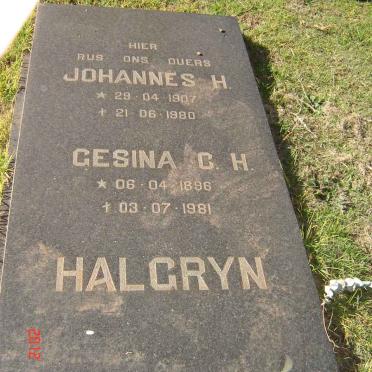 HIER
RUS ONS OUERS
JOHANNES H.
* 29·04·1907
† 21·06·1980
GESINA C. H.
* 06·04·1896
† 03·07·1981
HALGRYN